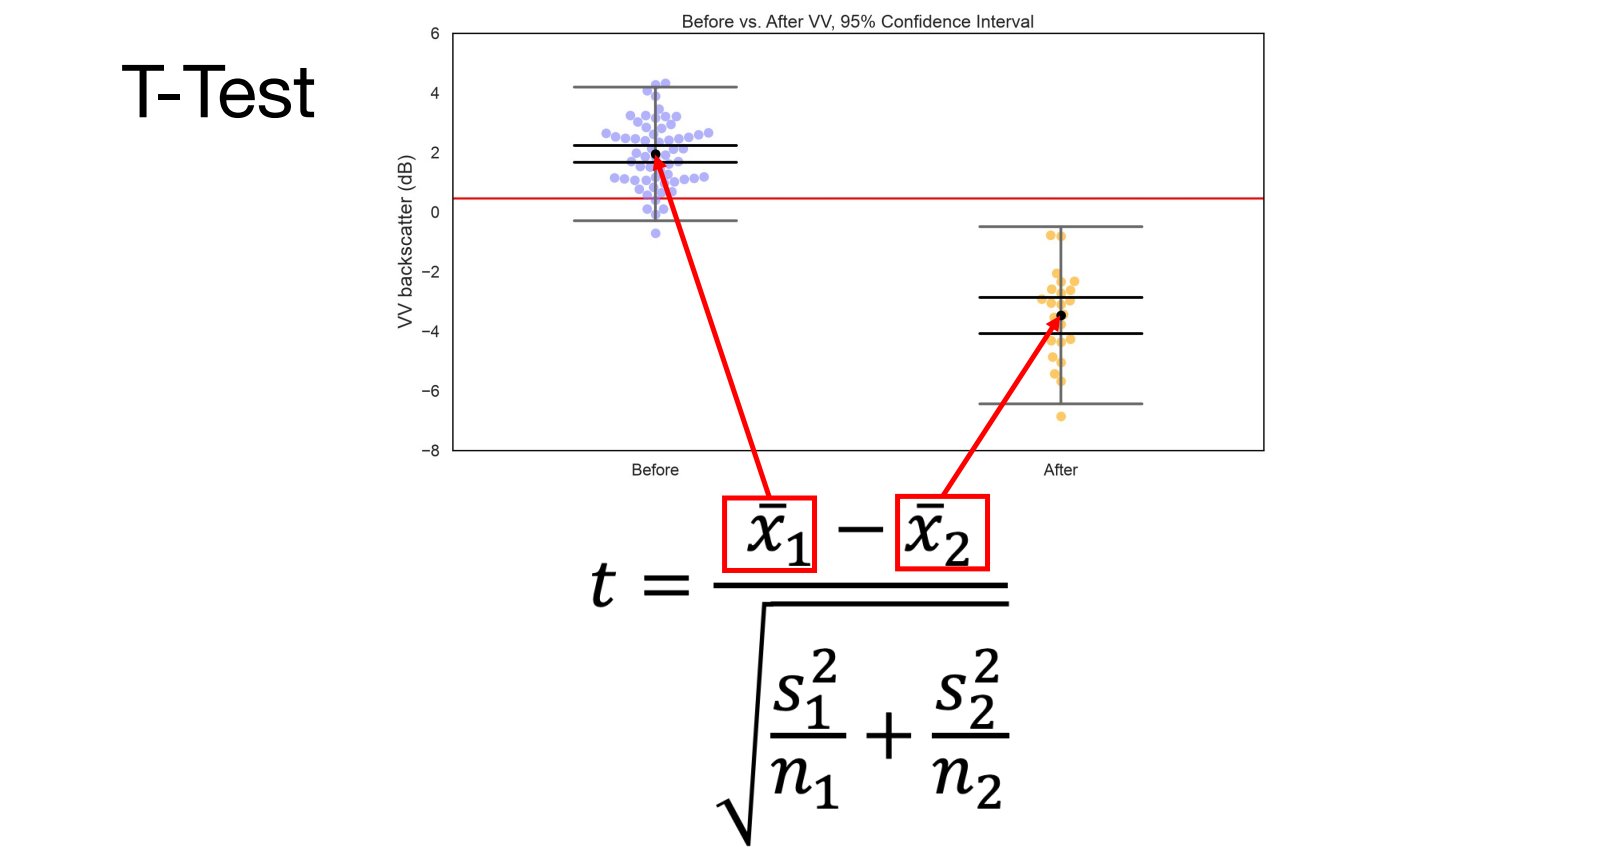 T-Test
Before vs. After VV, 95% Confidence Interval
VV backscatter (dB)
6
4
2
0
−2
−4
−6
−8
Before
After
t = (x̄₁ − x̄₂) / √(s₁²/n₁ + s₂²/n₂)